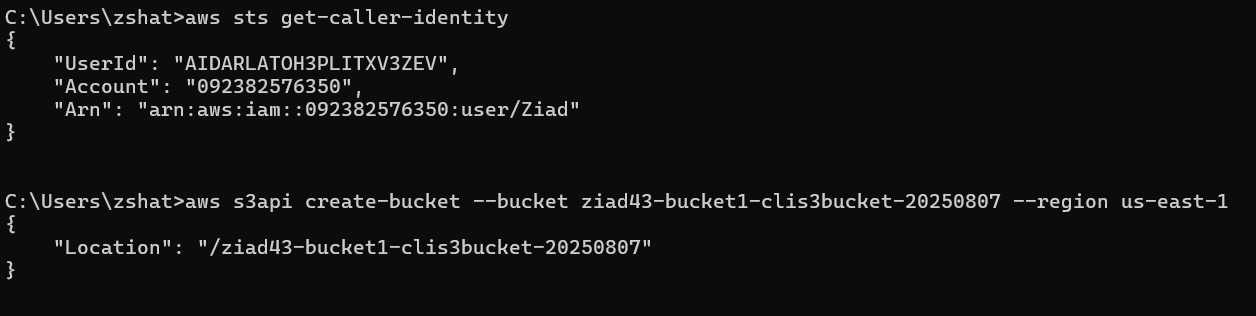 C:\Users\zshat>aws sts get-caller-identity
{
    "UserId": "AIDARLATOH3PLITXV3ZEV",
    "Account": "092382576350",
    "Arn": "arn:aws:iam::092382576350:user/Ziad"
}
C:\Users\zshat>aws s3api create-bucket --bucket ziad43-bucket1-clis3bucket-20250807 --region us-east-1
{
    "Location": "/ziad43-bucket1-clis3bucket-20250807"
}